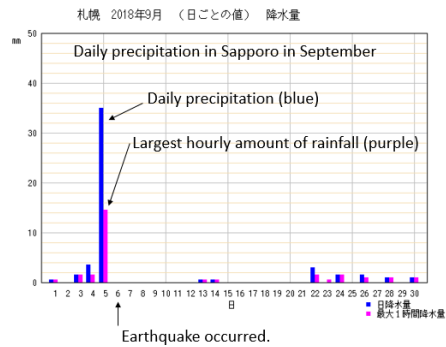 札幌 2018年9月 （日ごとの値） 降水量
mm
50
Daily precipitation in Sapporo in September
40
Daily precipitation (blue)
Largest hourly amount of rainfall (purple)
30
20
10
0
1 2 3 4 5 6 7 8 9 10 11 12 13 14 15 16 17 18 19 20 21 22 23 24 25 26 27 28 29 30
日
日降水量
最大1時間降水量
Earthquake occurred.